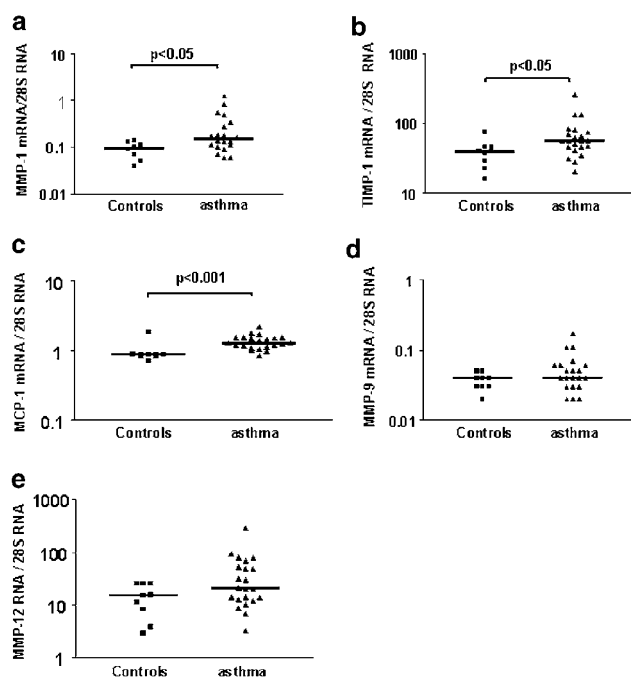 a
MMP-1 mRNA/28S RNA
10
1
0.1
0.01
p<0.05
Controls
asthma
b
TIMP-1 mRNA / 28S RNA
1000
100
10
p<0.05
Controls
asthma
c
MCP-1 mRNA / 28S RNA
10
1
0.1
p<0.001
Controls
asthma
d
MMP-9 mRNA / 28S RNA
1
0.10
0.01
Controls
asthma
e
MMP-12 RNA / 28S RNA
1000
100
10
1
Controls
asthma